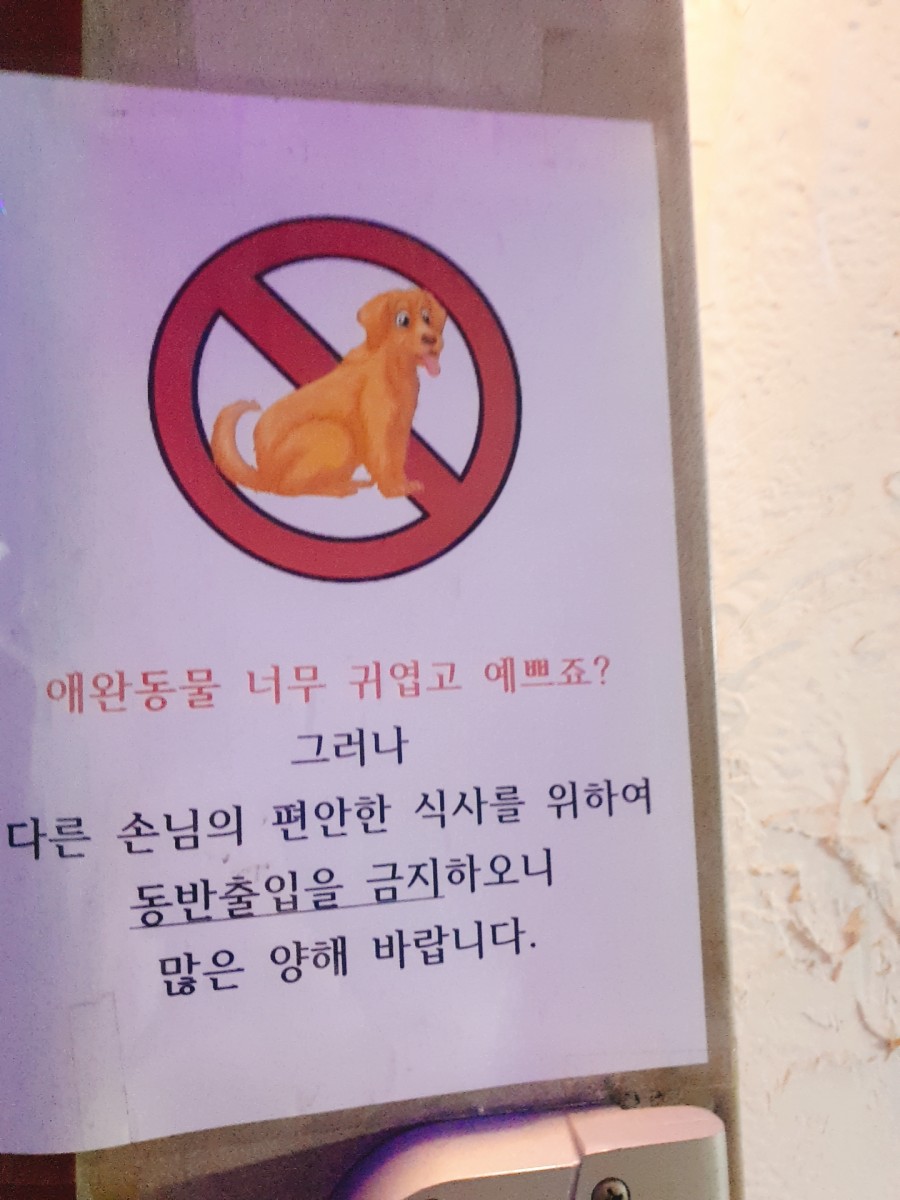 애완동물 너무 귀엽고 예쁘죠?
그러나
다른 손님의 편안한 식사를 위하여
동반출입을 금지하오니
많은 양해 바랍니다.